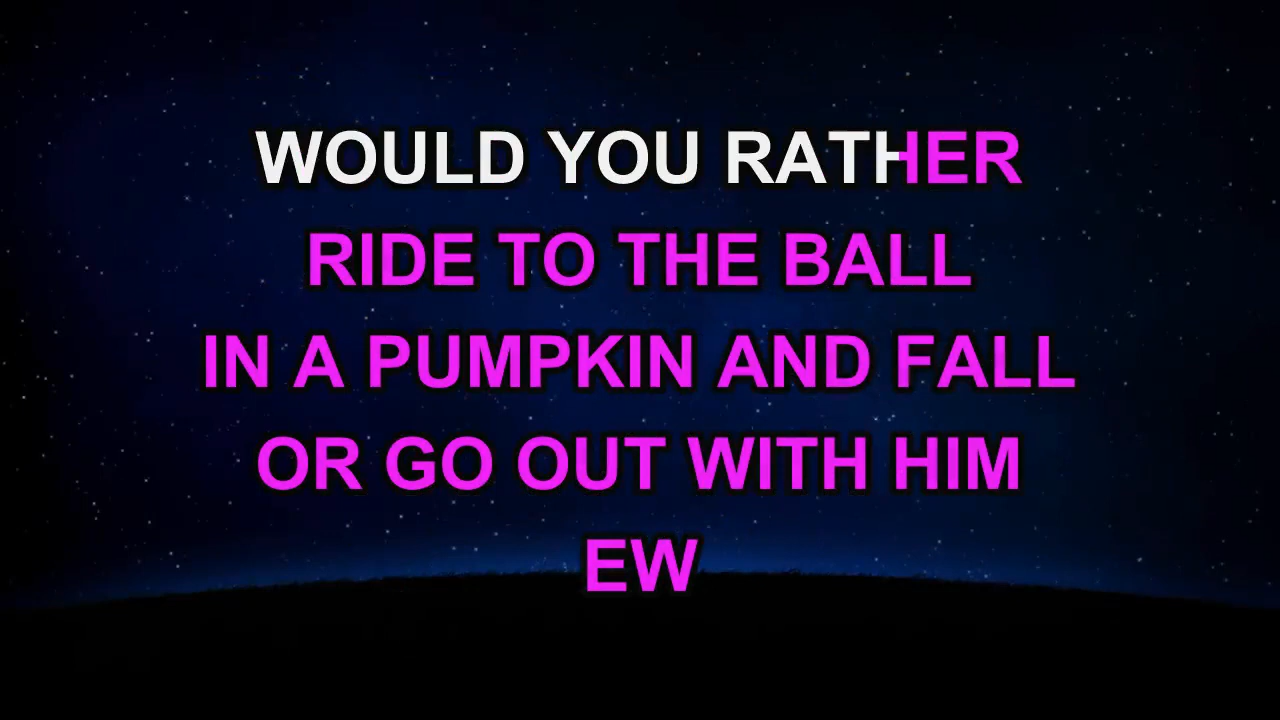 WOULD YOU RATHER
RIDE TO THE BALL
IN A PUMPKIN AND FALL
OR GO OUT WITH HIM
EW